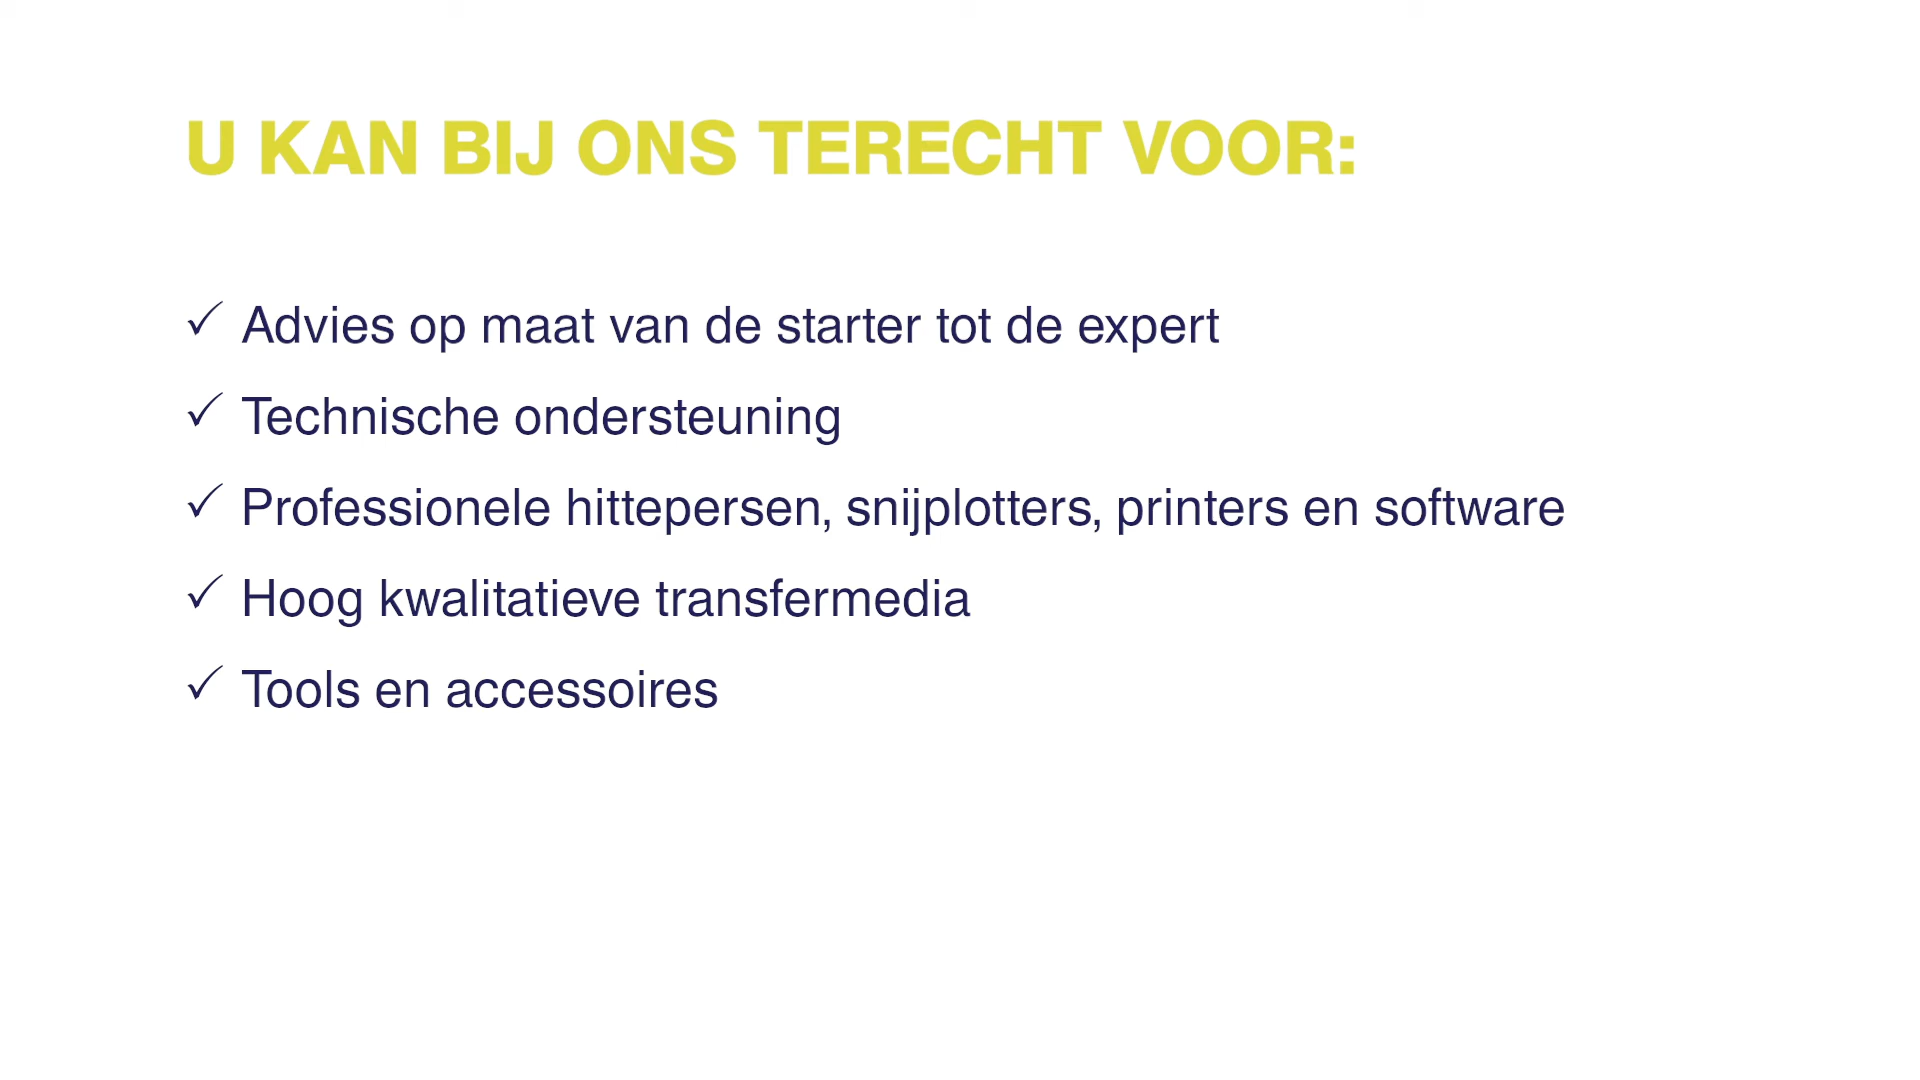 U KAN BIJ ONS TERECHT VOOR:
✓ Advies op maat van de starter tot de expert
✓ Technische ondersteuning
✓ Professionele hittepersen, snijplotters, printers en software
✓ Hoog kwalitatieve transfermedia
✓ Tools en accessoires